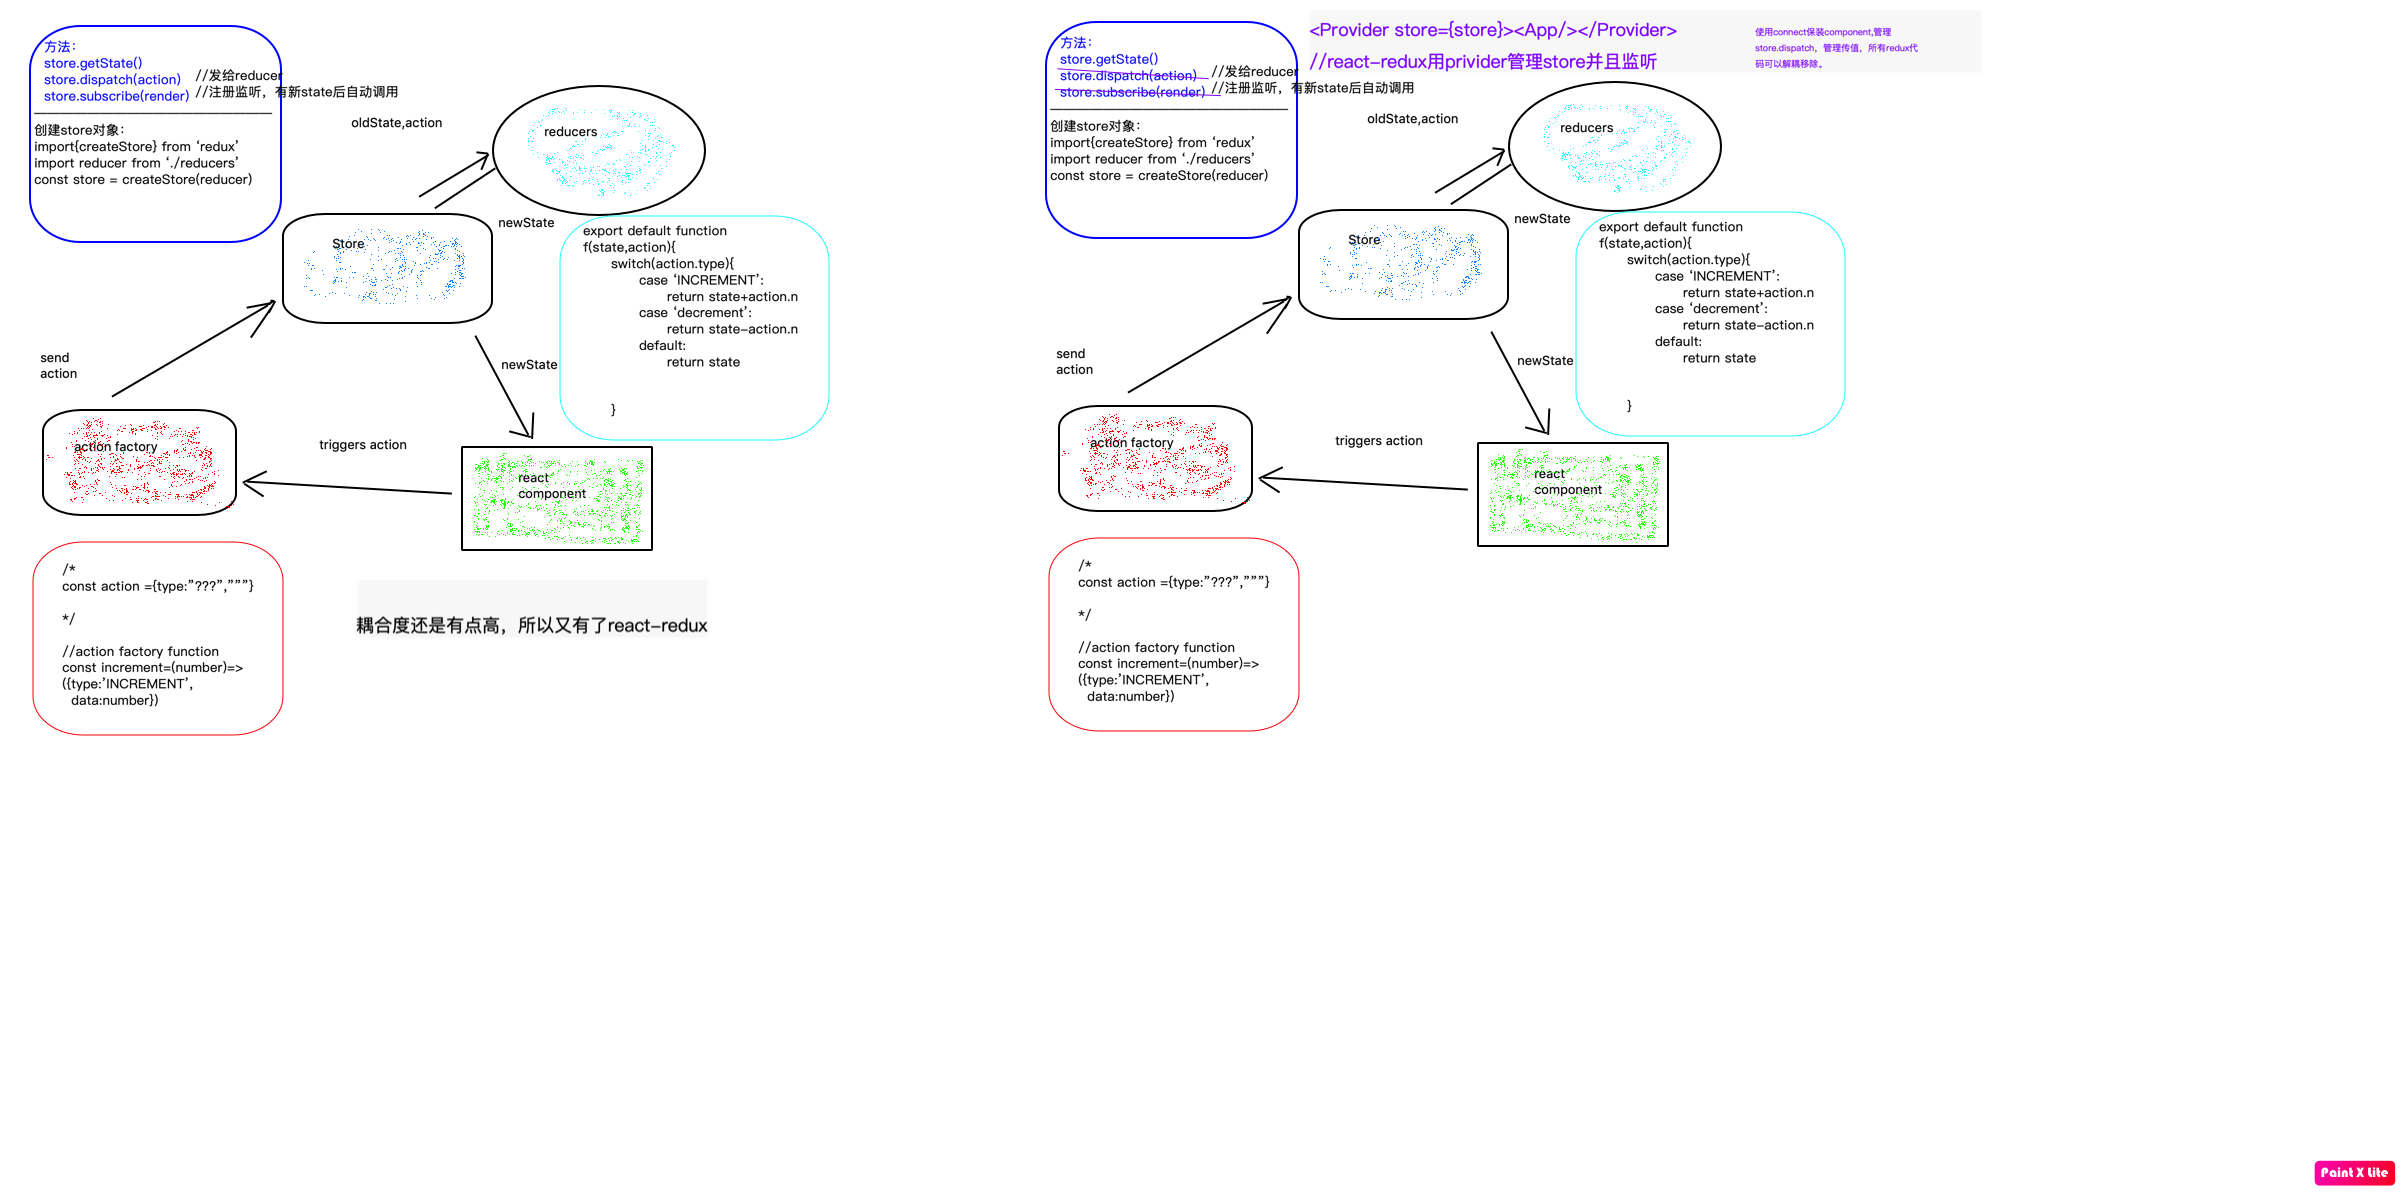 方法：
store.getState()
store.dispatch(action) //发给reducer
store.subscribe(render) //注册监听，有新state后自动调用
创建store对象：
import{createStore} from ‘redux’
import reducer from ‘./reducers’
const store = createStore(reducer)
oldState,action
reducers
newState
Store
export default function
f(state,action){
switch(action.type){
case ‘INCREMENT’:
return state+action.n
case ‘decrement’:
return state-action.n
default:
return state
}
newState
send
action
action factory
triggers action
react
component
/*
const action ={type:”???”,”””}
*/
//action factory function
const increment=(number)=>
({type:’INCREMENT’,
data:number})
耦合度还是有点高，所以又有了react-redux
<Provider store={store}><App/></Provider>
//react-redux用privider管理store并且监听
使用connect保装component,管理
store.dispatch，管理传值，所有redux代
码可以解耦移除。
方法：
store.getState()
store.dispatch(action) //发给reducer
store.subscribe(render) //注册监听，有新state后自动调用
创建store对象：
import{createStore} from ‘redux’
import reducer from ‘./reducers’
const store = createStore(reducer)
oldState,action
reducers
newState
Store
export default function
f(state,action){
switch(action.type){
case ‘INCREMENT’:
return state+action.n
case ‘decrement’:
return state-action.n
default:
return state
}
newState
send
action
action factory
triggers action
react
component
/*
const action ={type:”???”,”””}
*/
//action factory function
const increment=(number)=>
({type:’INCREMENT’,
data:number})
Paint X Lite